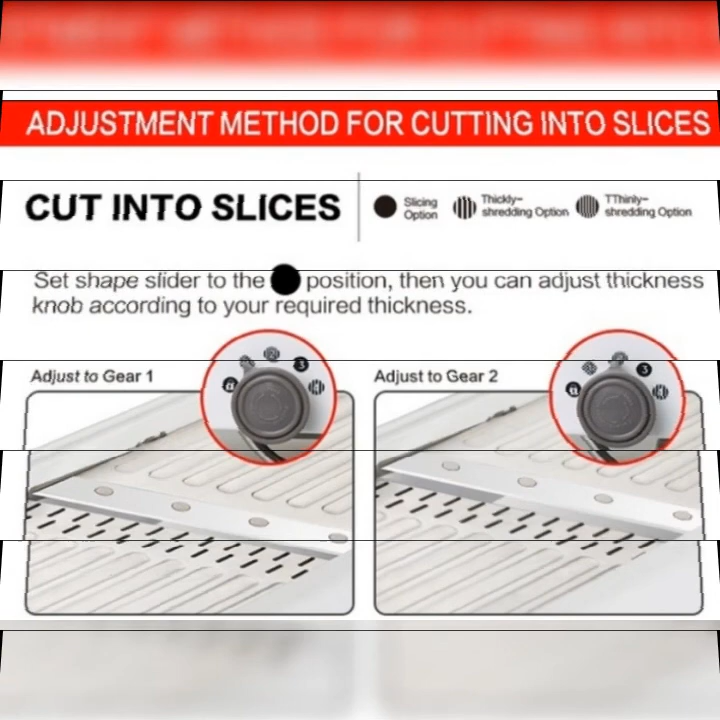 ADJUSTMENT METHOD FOR CUTTING INTO SLICES
CUT INTO SLICES
Slicing
Option
Thickly-
shredding Option
TThinly-
shredding Option
Set shape slider to the ● position, then you can adjust thickness
knob according to your required thickness.
Adjust to Gear 1
3
Adjust to Gear 2
3